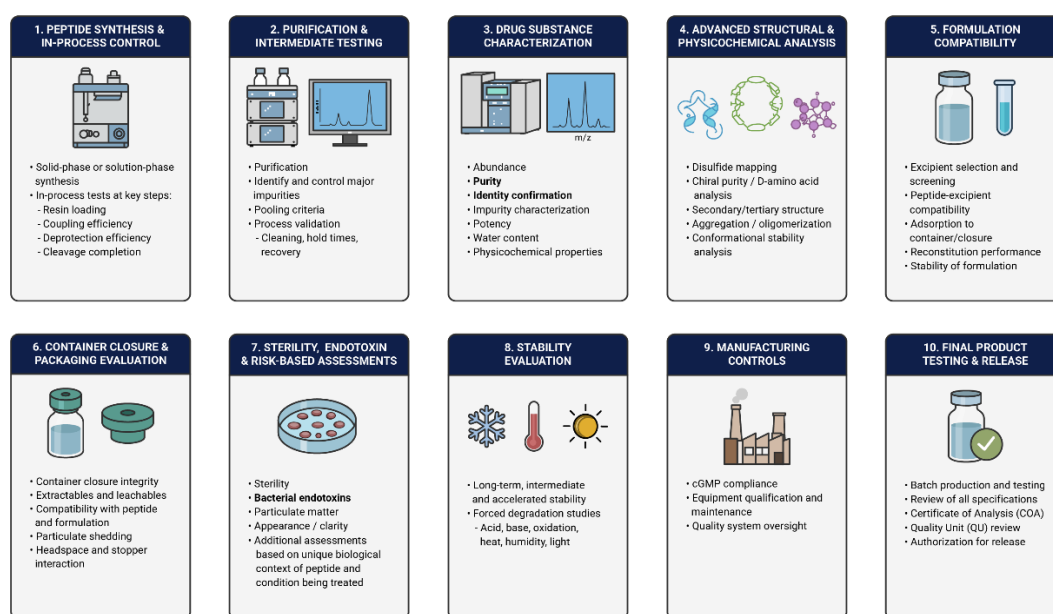 1. PEPTIDE SYNTHESIS &
IN-PROCESS CONTROL
• Solid-phase or solution-phase
synthesis
• In-process tests at key steps:
- Resin loading
- Coupling efficiency
- Deprotection efficiency
- Cleavage completion
2. PURIFICATION &
INTERMEDIATE TESTING
• Purification
• Identify and control major
impurities
• Pooling criteria
• Process validation
- Cleaning, hold times,
recovery
3. DRUG SUBSTANCE
CHARACTERIZATION
m/z
• Abundance
• Purity
• Identity confirmation
• Impurity characterization
• Potency
• Water content
• Physicochemical properties
4. ADVANCED STRUCTURAL &
PHYSICOCHEMICAL ANALYSIS
• Disulfide mapping
• Chiral purity / D-amino acid
analysis
• Secondary/tertiary structure
• Aggregation / oligomerization
• Conformational stability
analysis
5. FORMULATION
COMPATIBILITY
• Excipient selection and
screening
• Peptide-excipient
compatibility
• Adsorption to
container/closure
• Reconstitution performance
• Stability of formulation
6. CONTAINER CLOSURE &
PACKAGING EVALUATION
• Container closure integrity
• Extractables and leachables
• Compatibility with peptide
and formulation
• Particulate shedding
• Headspace and stopper
interaction
7. STERILITY, ENDOTOXIN
& RISK-BASED ASSESSMENTS
• Sterility
• Bacterial endotoxins
• Particulate matter
• Appearance / clarity
• Additional assessments
based on unique biological
context of peptide and
condition being treated
8. STABILITY
EVALUATION
• Long-term, intermediate
and accelerated stability
• Forced degradation studies
- Acid, base, oxidation,
heat, humidity, light
9. MANUFACTURING
CONTROLS
• cGMP compliance
• Equipment qualification and
maintenance
• Quality system oversight
10. FINAL PRODUCT
TESTING & RELEASE
• Batch production and testing
• Review of all specifications
• Certificate of Analysis (COA)
• Quality Unit (QU) review
• Authorization for release